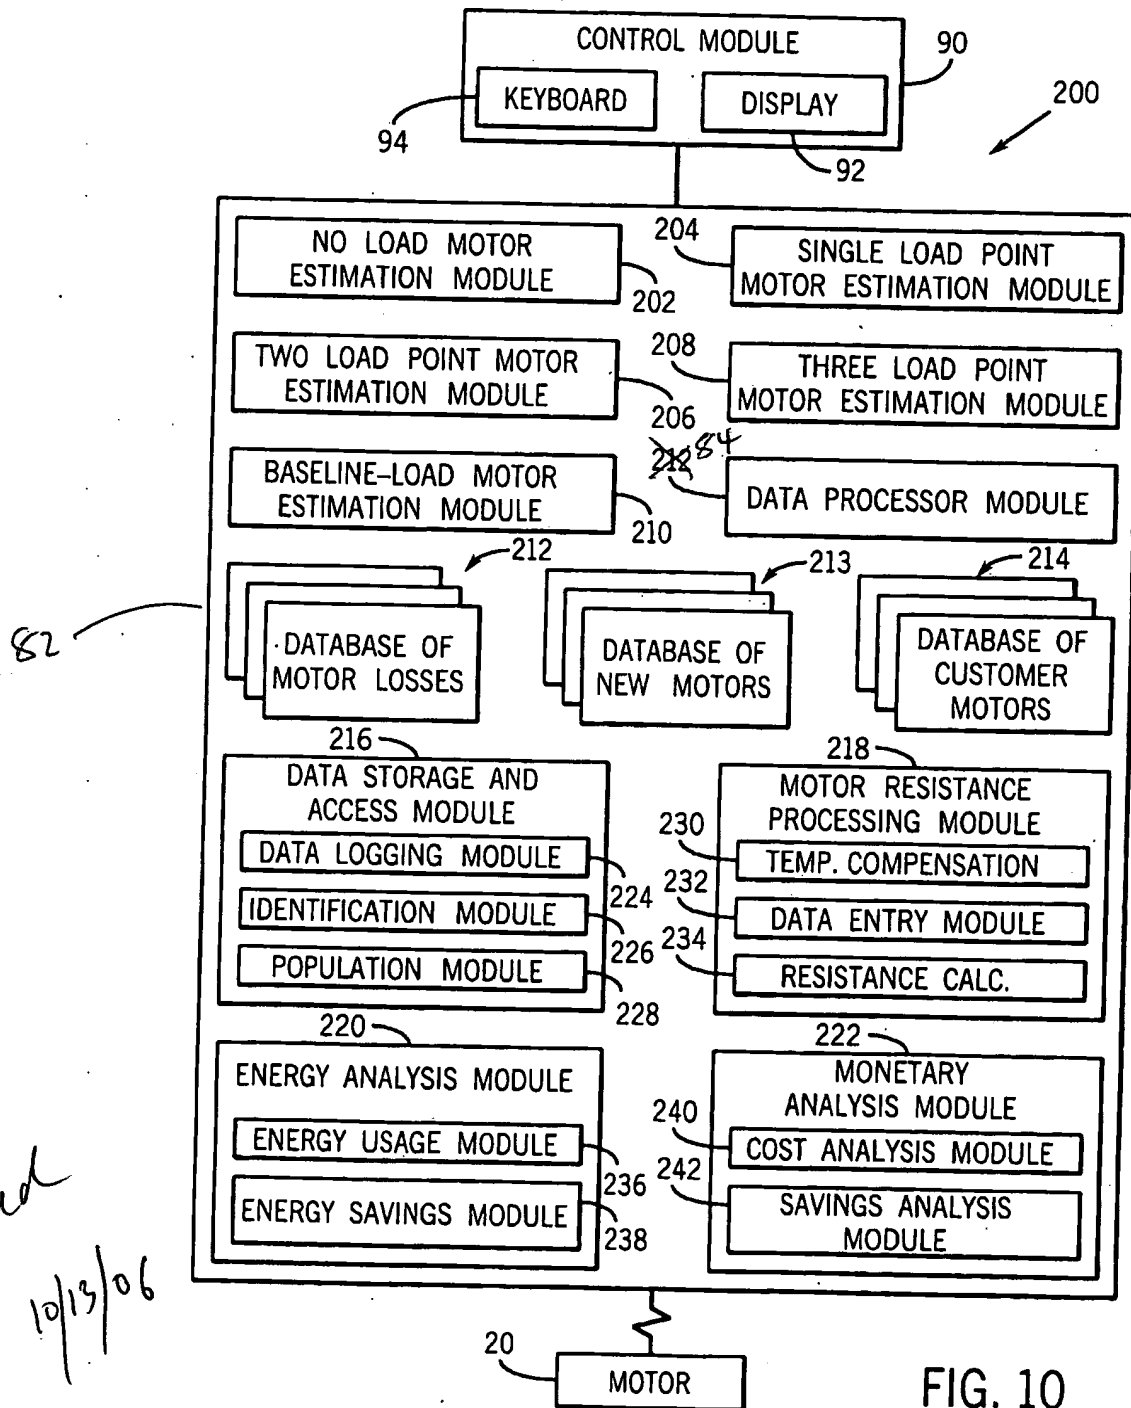 CONTROL MODULE
90
KEYBOARD
DISPLAY
94
92
200
NO LOAD MOTOR
ESTIMATION MODULE
202
204
SINGLE LOAD POINT
MOTOR ESTIMATION MODULE
TWO LOAD POINT MOTOR
ESTIMATION MODULE
206
208
THREE LOAD POINT
MOTOR ESTIMATION MODULE
BASELINE-LOAD MOTOR
ESTIMATION MODULE
210
212 84
DATA PROCESSOR MODULE
82
212
DATABASE OF
MOTOR LOSSES
213
DATABASE OF
NEW MOTORS
214
DATABASE OF
CUSTOMER
MOTORS
216
DATA STORAGE AND
ACCESS MODULE
DATA LOGGING MODULE
224
IDENTIFICATION MODULE
226
POPULATION MODULE
228
218
MOTOR RESISTANCE
PROCESSING MODULE
230
TEMP. COMPENSATION
232
DATA ENTRY MODULE
234
RESISTANCE CALC.
220
ENERGY ANALYSIS MODULE
ENERGY USAGE MODULE
236
ENERGY SAVINGS MODULE
238
222
MONETARY
ANALYSIS MODULE
240
COST ANALYSIS MODULE
242
SAVINGS ANALYSIS
MODULE
10/13/06
20
MOTOR
FIG. 10